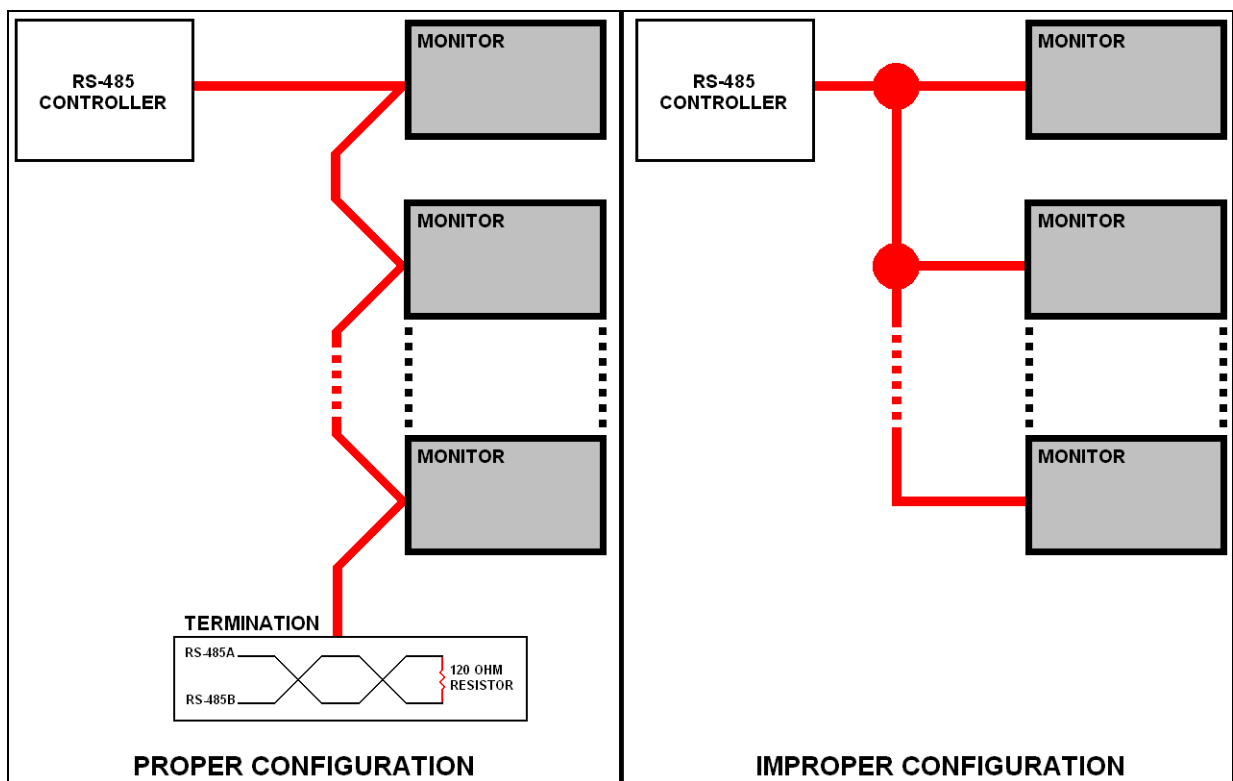 RS-485
CONTROLLER
MONITOR
MONITOR
MONITOR
TERMINATION
RS-485A
RS-485B
120 OHM
RESISTOR
PROPER CONFIGURATION
RS-485
CONTROLLER
MONITOR
MONITOR
MONITOR
IMPROPER CONFIGURATION